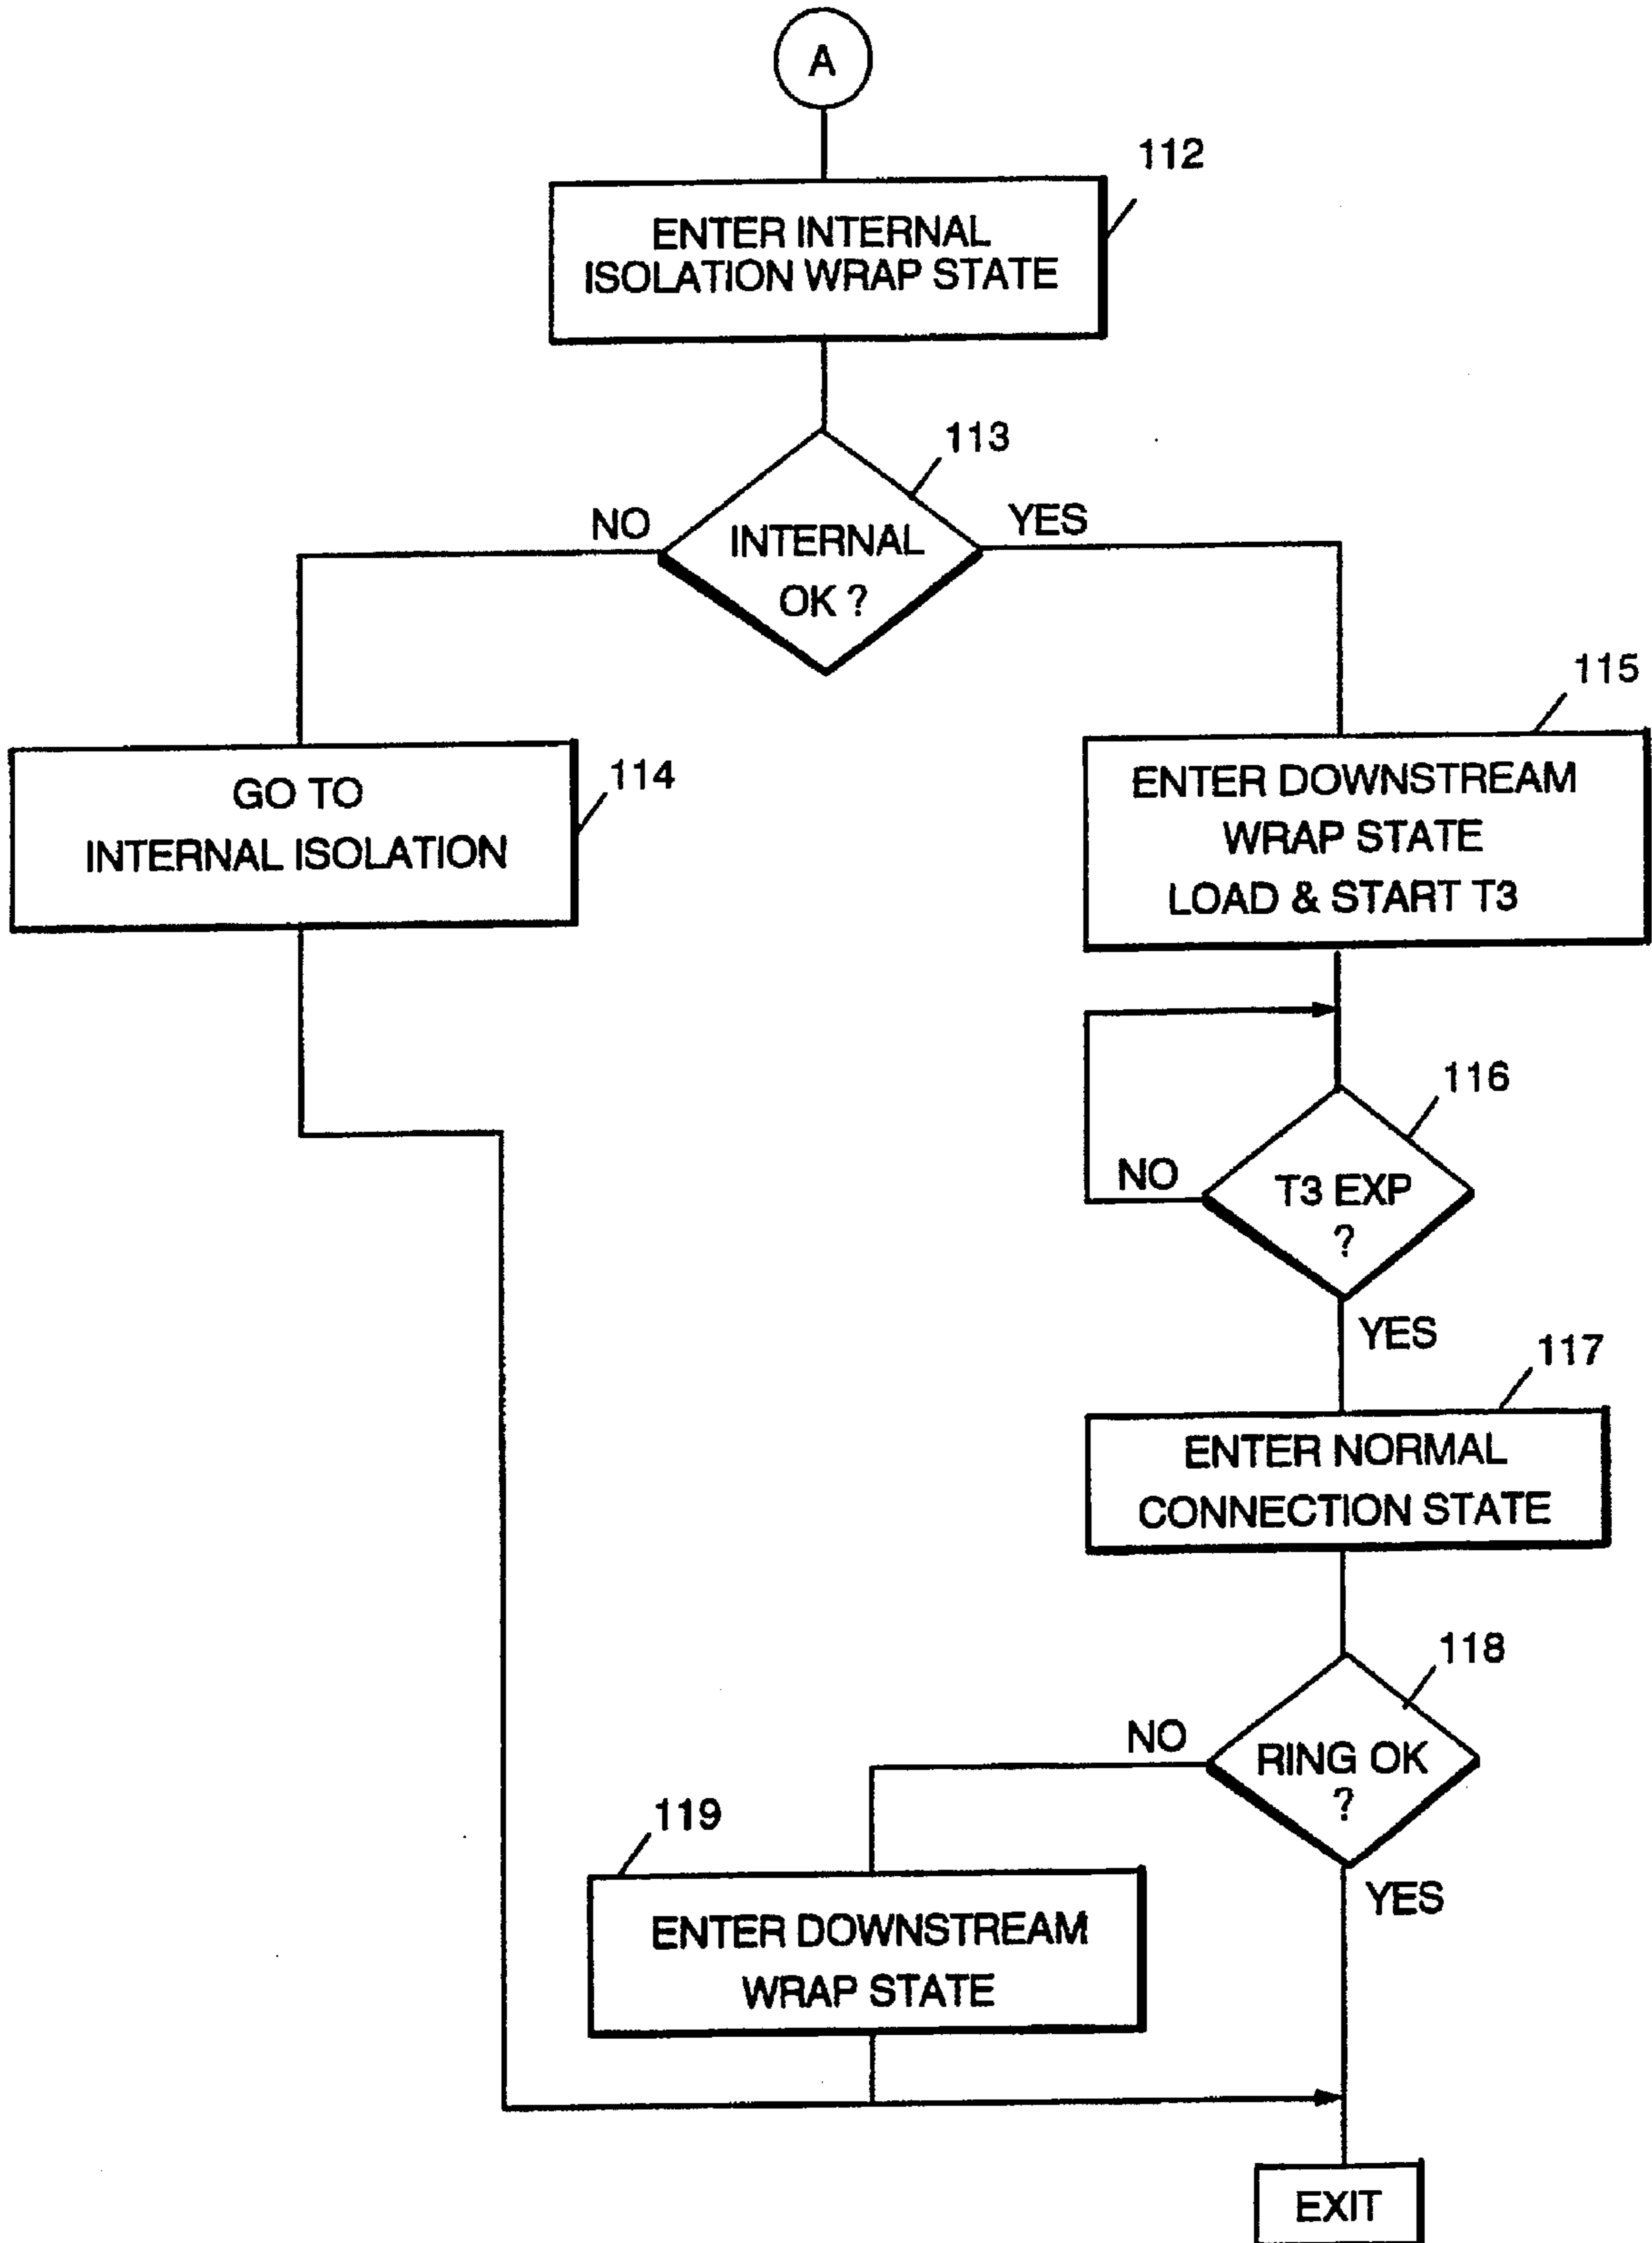 A
112
ENTER INTERNAL
ISOLATION WRAP STATE
113
NO
YES
INTERNAL
OK ?
115
114
GO TO
INTERNAL ISOLATION
ENTER DOWNSTREAM
WRAP STATE
LOAD & START T3
116
NO
T3 EXP
?
YES
117
ENTER NORMAL
CONNECTION STATE
118
NO
RING OK
?
119
YES
ENTER DOWNSTREAM
WRAP STATE
EXIT